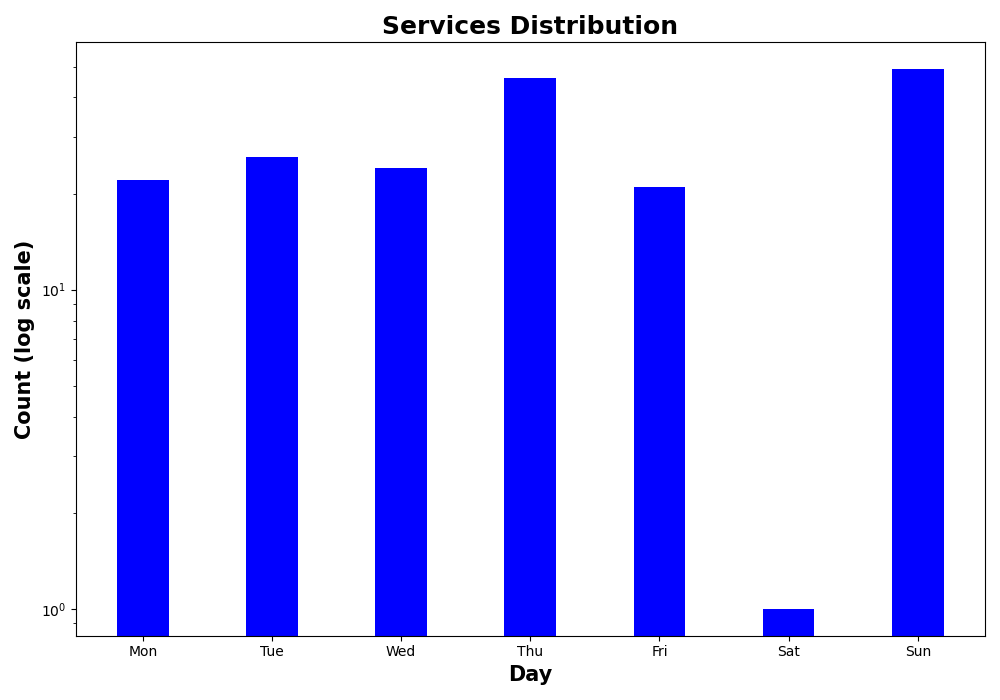 Services Distribution
Count (log scale)
10¹
10⁰
Mon Tue Wed Thu Fri Sat Sun
Day